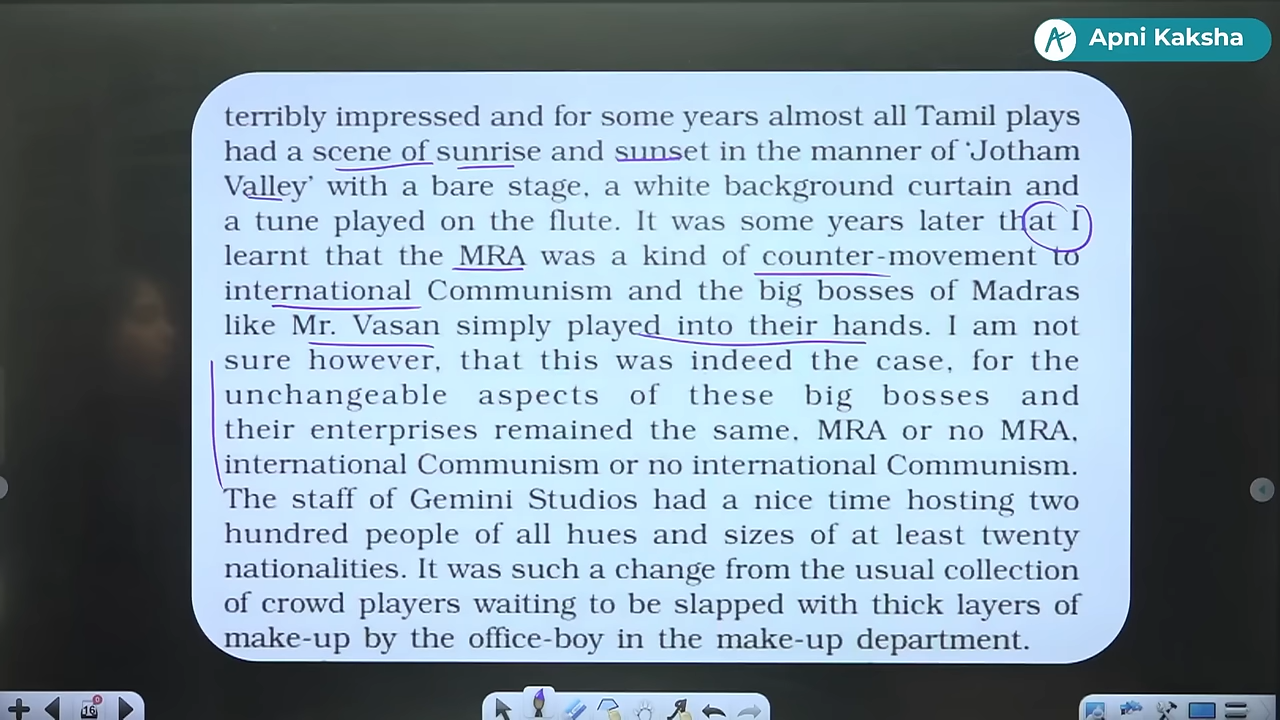 Apni Kaksha
terribly impressed and for some years almost all Tamil plays
had a scene of sunrise and sunset in the manner of ‘Jotham
Valley’ with a bare stage, a white background curtain and
a tune played on the flute. It was some years later that I
learnt that the MRA was a kind of counter-movement to
international Communism and the big bosses of Madras
like Mr. Vasan simply played into their hands. I am not
sure however, that this was indeed the case, for the
unchangeable aspects of these big bosses and
their enterprises remained the same, MRA or no MRA,
international Communism or no international Communism.
The staff of Gemini Studios had a nice time hosting two
hundred people of all hues and sizes of at least twenty
nationalities. It was such a change from the usual collection
of crowd players waiting to be slapped with thick layers of
make-up by the office-boy in the make-up department.
16